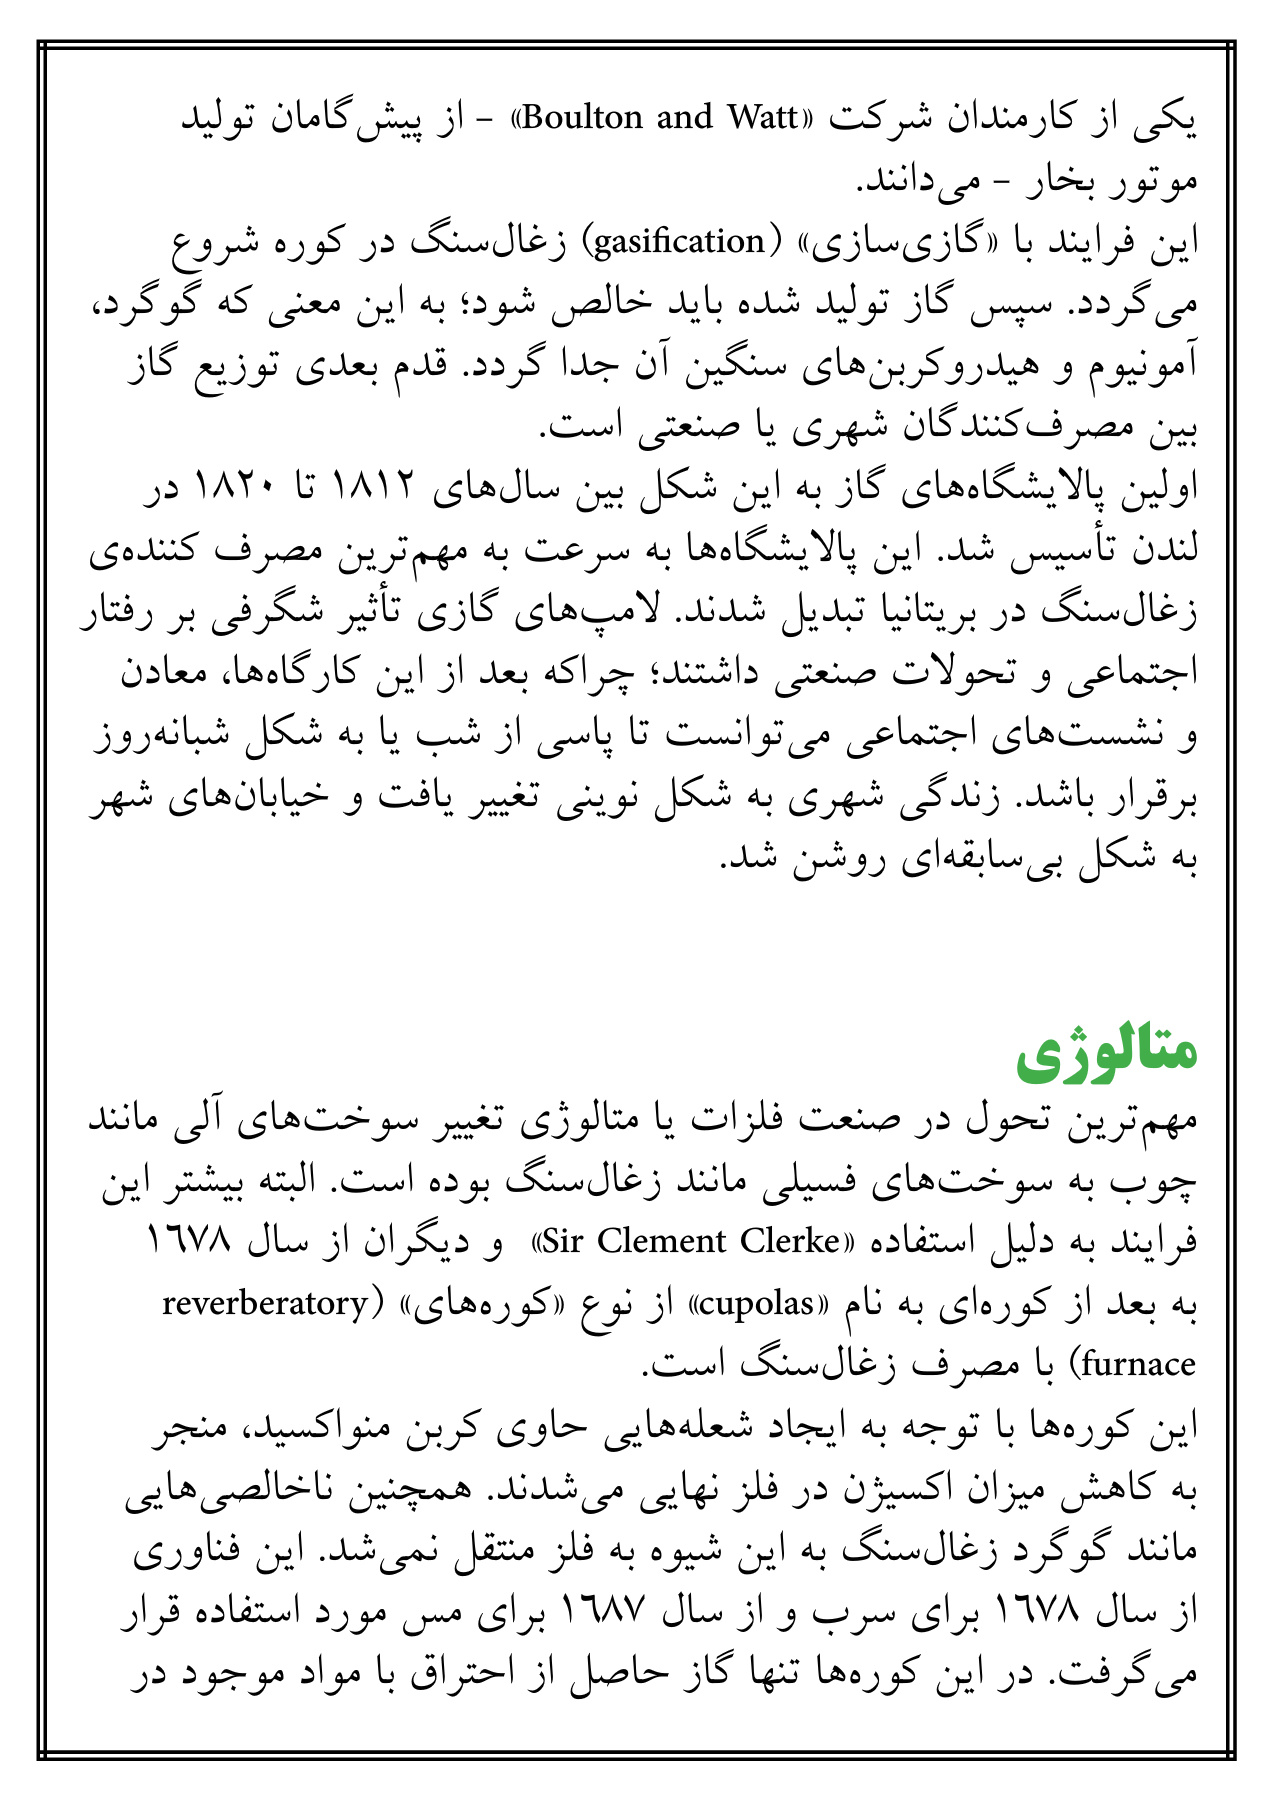 یکی از کارمندان شرکت «Boulton and Watt» – از پیش‌گامان تولید
موتور بخار – می‌دانند.
این فرایند با «گازی‌سازی» (gasification) زغال‌سنگ در کوره شروع
می‌گردد. سپس گاز تولید شده باید خالص شود؛ به این معنی که گوگرد،
آمونیوم و هیدروکربن‌های سنگین آن جدا گردد. قدم بعدی توزیع گاز
بین مصرف‌کنندگان شهری یا صنعتی است.
اولین پالایشگاه‌های گاز به این شکل بین سال‌های ۱۸۱۲ تا ۱۸۲۰ در
لندن تأسیس شد. این پالایشگاه‌ها به سرعت به مهم‌ترین مصرف کننده‌ی
زغال‌سنگ در بریتانیا تبدیل شدند. لامپ‌های گازی تأثیر شگرفی بر رفتار
اجتماعی و تحولات صنعتی داشتند؛ چراکه بعد از این کارگاه‌ها، معادن
و نشست‌های اجتماعی می‌توانست تا پاسی از شب یا به شکل شبانه‌روز
برقرار باشد. زندگی شهری به شکل نوینی تغییر یافت و خیابان‌های شهر
به شکل بی‌سابقه‌ای روشن شد.
متالوژی
مهم‌ترین تحول در صنعت فلزات یا متالوژی تغییر سوخت‌های آلی مانند
چوب به سوخت‌های فسیلی مانند زغال‌سنگ بوده است. البته بیشتر این
فرایند به دلیل استفاده «Sir Clement Clerke» و دیگران از سال ۱٦۷۸
به بعد از کوره‌ای به نام «cupolas» از نوع «کوره‌های» (reverberatory
furnace) با مصرف زغال‌سنگ است.
این کوره‌ها با توجه به ایجاد شعله‌هایی حاوی کربن منواکسید، منجر
به کاهش میزان اکسیژن در فلز نهایی می‌شدند. همچنین ناخالصی‌هایی
مانند گوگرد زغال‌سنگ به این شیوه به فلز منتقل نمی‌شد. این فناوری
از سال ۱٦۷۸ برای سرب و از سال ۱٦۸۷ برای مس مورد استفاده قرار
می‌گرفت. در این کوره‌ها تنها گاز حاصل از احتراق با مواد موجود در